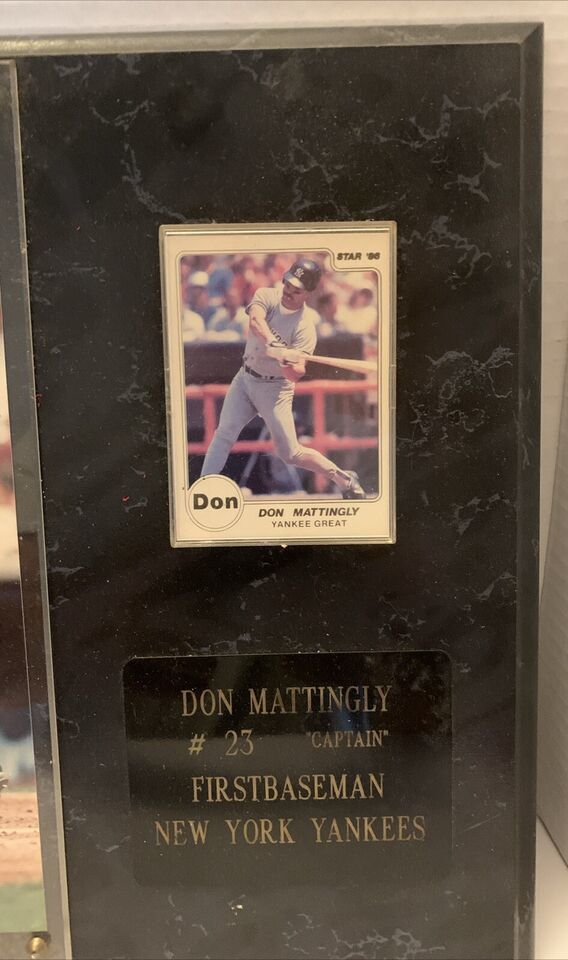 STAR '86
Don
DON MATTINGLY
YANKEE GREAT
DON MATTINGLY
# 23 "CAPTAIN"
FIRSTBASEMAN
NEW YORK YANKEES